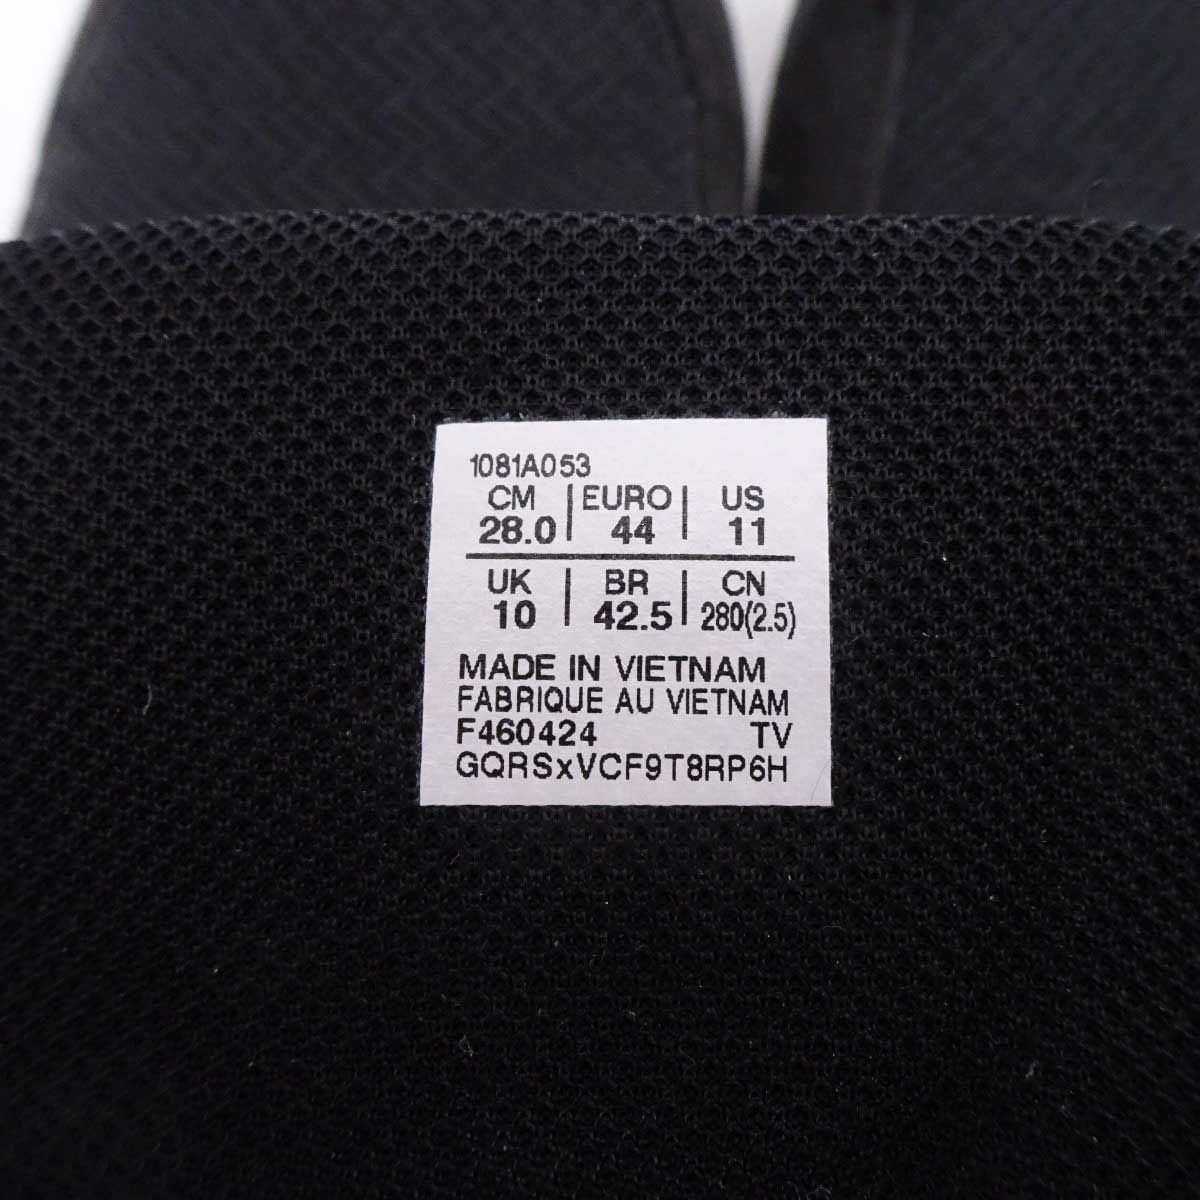 1081A053
CM | EURO | US
28.0 | 44 | 11
UK | BR | CN
10 | 42.5 | 280(2.5)
MADE IN VIETNAM
FABRIQUE AU VIETNAM
F460424 TV
GQRSxVCF9T8RP6H